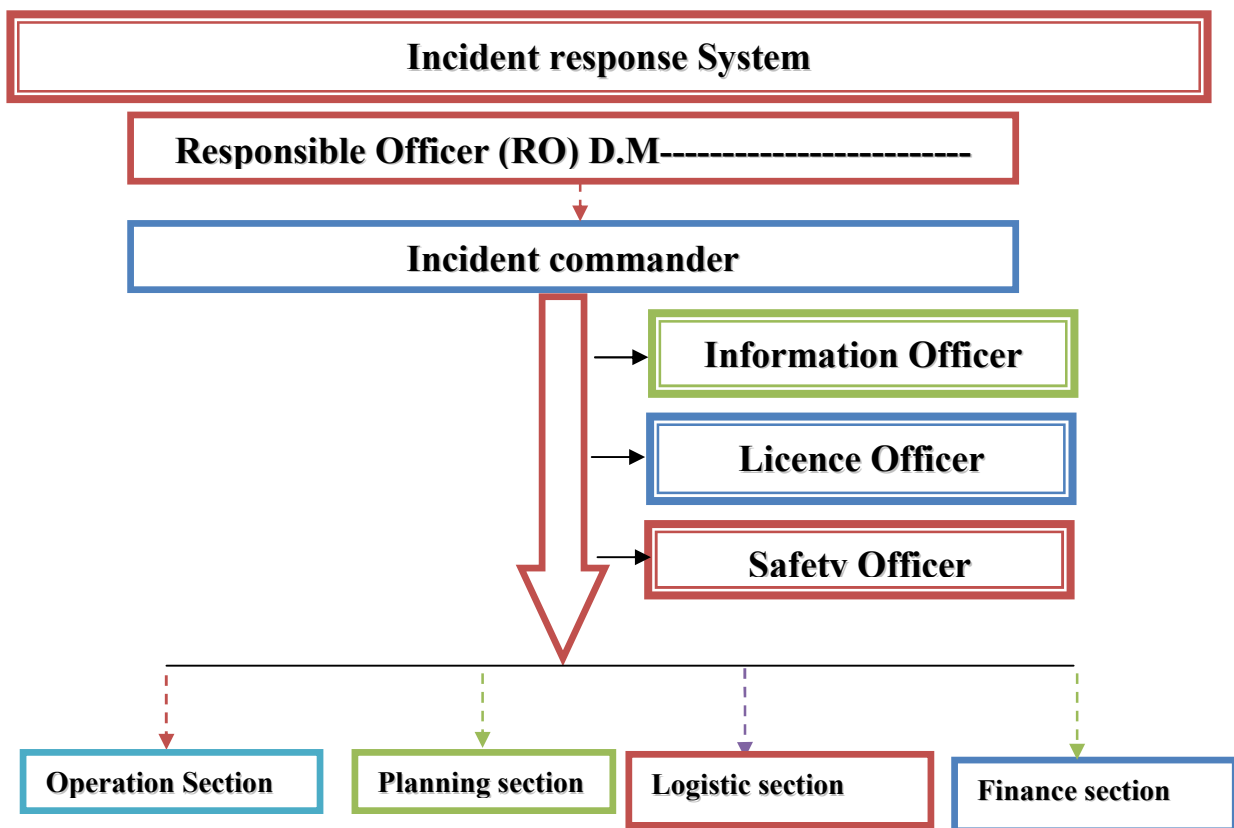 Incident response System
Responsible Officer (RO) D.M-------------------------
Incident commander
Information Officer
Licence Officer
Safety Officer
Operation Section
Planning section
Logistic section
Finance section